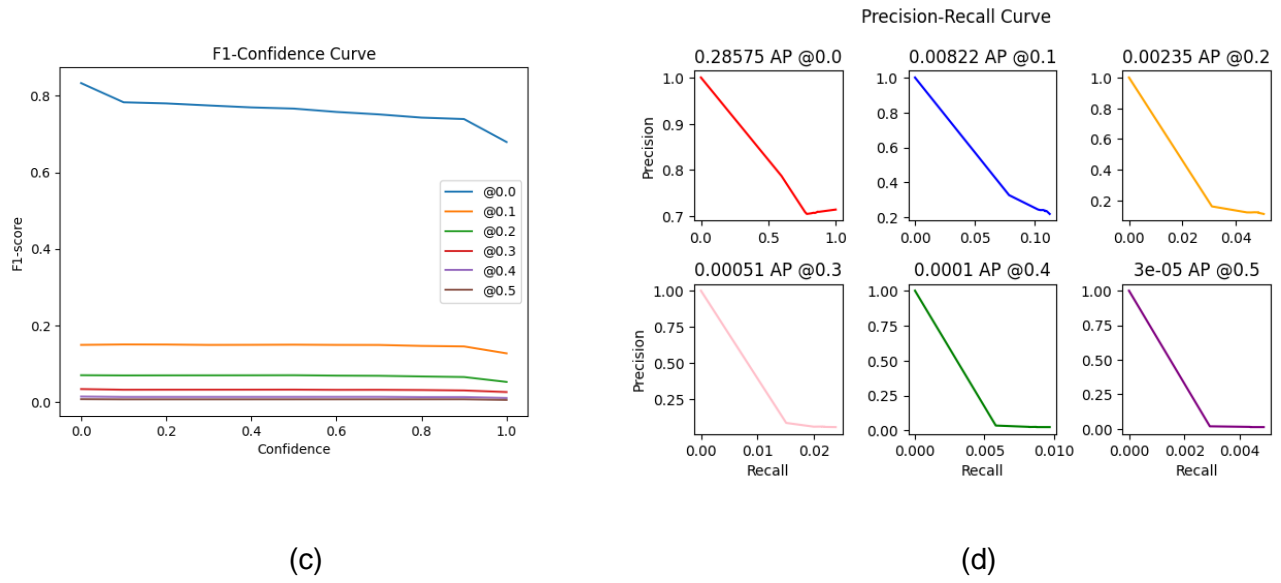 F1-Confidence Curve
F1-score
0.8
0.6
0.4
0.2
0.0
@0.0
@0.1
@0.2
@0.3
@0.4
@0.5
0.0 0.2 0.4 0.6 0.8 1.0
Confidence
(c)
Precision-Recall Curve
0.28575 AP @0.0
Precision
1.0
0.9
0.8
0.7
0.0 0.5 1.0
0.00822 AP @0.1
1.0
0.8
0.6
0.4
0.2
0.00 0.05 0.10
0.00235 AP @0.2
1.0
0.8
0.6
0.4
0.2
0.00 0.02 0.04
0.00051 AP @0.3
Precision
1.00
0.75
0.50
0.25
0.00 0.01 0.02
Recall
0.0001 AP @0.4
1.00
0.75
0.50
0.25
0.00
0.000 0.005 0.010
Recall
3e-05 AP @0.5
1.00
0.75
0.50
0.25
0.00
0.000 0.002 0.004
Recall
(d)